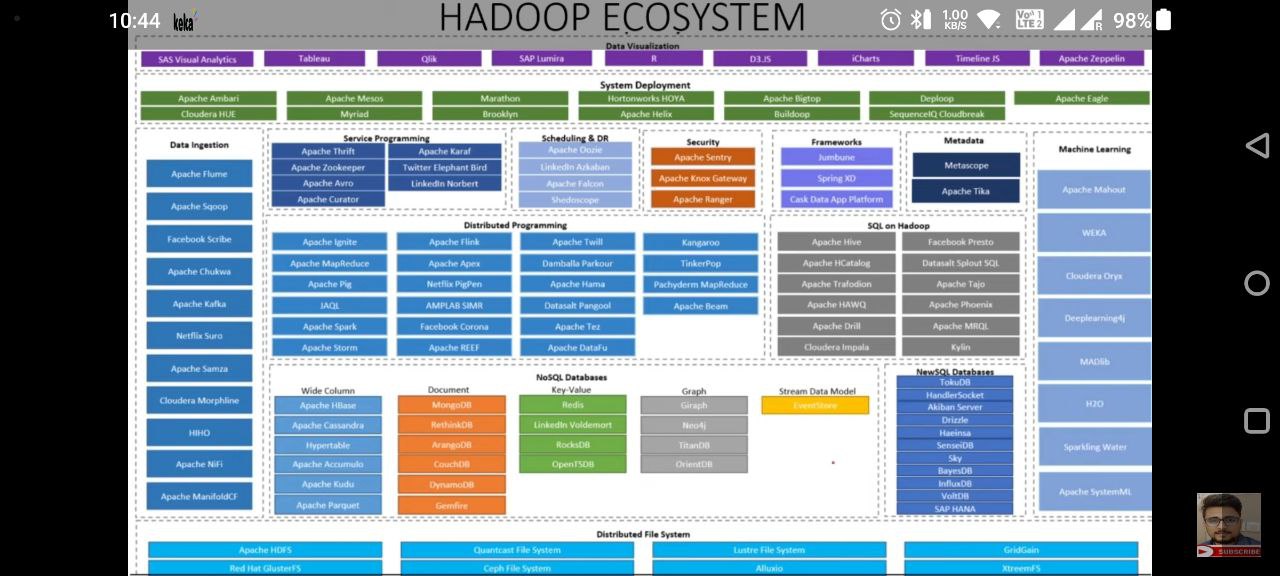 10:44 keka 1.00 KB/S Vo)) LTE 2 R 98%
HADOOP ECOSYSTEM
Data Visualization
SAS Visual Analytics Tableau Qlik SAP Lumira R D3.JS iCharts Timeline JS Apache Zeppelin
System Deployment
Apache Ambari Apache Mesos Marathon Hortonworks HOYA Apache Bigtop Deploop Apache Eagle
Cloudera HUE Myriad Brooklyn Apache Helix Buildoop SequenceIQ Cloudbreak
Data Ingestion
Apache Flume
Apache Sqoop
Facebook Scribe
Apache Chukwa
Apache Kafka
Netflix Suro
Apache Samza
Cloudera Morphline
HIHO
Apache NiFi
Apache ManifoldCF
Service Programming
Apache Thrift Apache Karaf
Apache Zookeeper Twitter Elephant Bird
Apache Avro LinkedIn Norbert
Apache Curator
Scheduling & DR
Apache Oozie
LinkedIn Azkaban
Apache Falcon
Shedoscope
Security
Apache Sentry
Apache Knox Gateway
Apache Ranger
Frameworks
Jumbune
Spring XD
Cask Data App Platform
Metadata
Metascope
Apache Tika
Machine Learning
Apache Mahout
WEKA
Cloudera Oryx
Deeplearning4j
MADlib
H2O
Sparkling Water
Apache SystemML
Distributed Programming
Apache Ignite Apache Flink Apache Twill Kangaroo
Apache MapReduce Apache Apex Damballa Parkour TinkerPop
Apache Pig Netflix PigPen Apache Hama Pachyderm MapReduce
JAQL AMPLAB SIMR Datasalt Pangool Apache Beam
Apache Spark Facebook Corona Apache Tez
Apache Storm Apache REEF Apache DataFu
SQL on Hadoop
Apache Hive Facebook Presto
Apache HCatalog Datasalt Splout SQL
Apache Trafodion Apache Tajo
Apache HAWQ Apache Phoenix
Apache Drill Apache MRQL
Cloudera Impala Kylin
NoSQL Databases
Wide Column
Apache HBase
Apache Cassandra
Hypertable
Apache Accumulo
Apache Kudu
Apache Parquet
Document
MongoDB
RethinkDB
ArangoDB
CouchDB
DynamoDB
Gemfire
Key-Value
Redis
LinkedIn Voldemort
RocksDB
OpenTSDB
Graph
Giraph
Neo4j
TitanDB
OrientDB
Stream Data Model
EventStore
NewSQL Databases
TokuDB
HandlerSocket
Akiban Server
Drizzle
Haeinsa
SenseiDB
Sky
BayesDB
InfluxDB
VoltDB
SAP HANA
Distributed File System
Apache HDFS Quantcast File System Lustre File System GridGain
Red Hat GlusterFS Ceph File System Alluxio XtreemFS
SUBSCRIBE